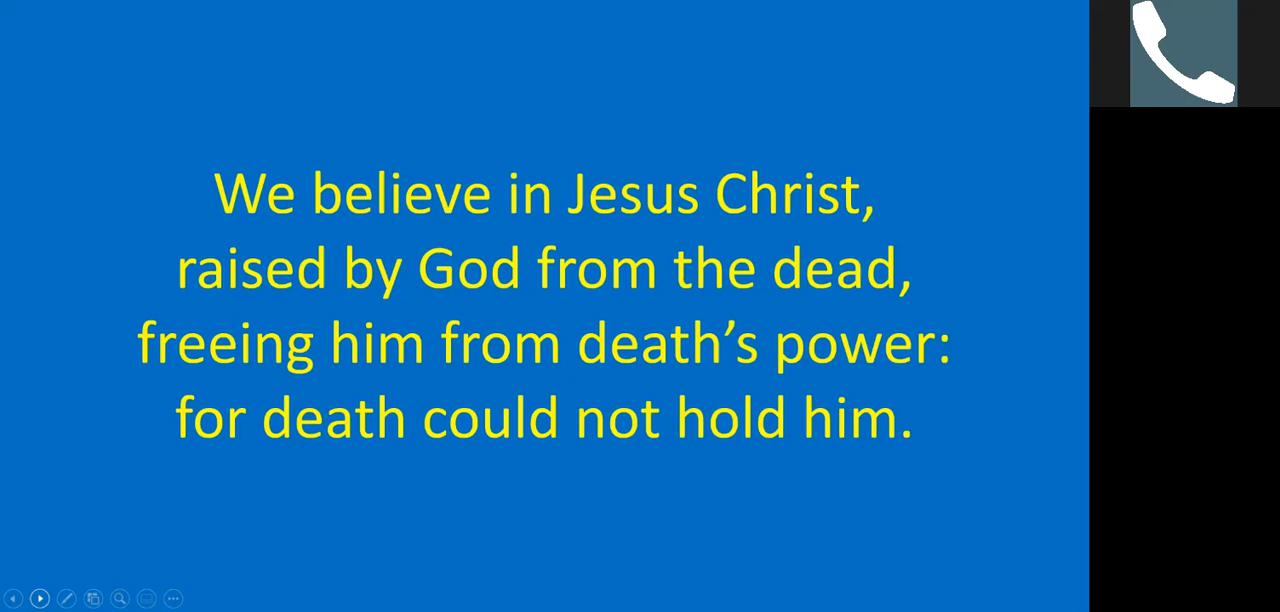 We believe in Jesus Christ,
raised by God from the dead,
freeing him from death’s power:
for death could not hold him.